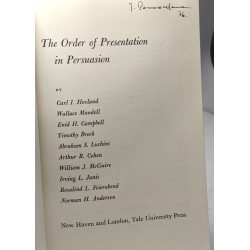 The Order of Presentation
in Persuasion
BY
Carl I. Hovland
Wallace Mandell
Enid H. Campbell
Timothy Brock
Abraham S. Luchins
Arthur R. Cohen
William J. McGuire
Irving L. Janis
Rosalind L. Feierabend
Norman H. Anderson
New Haven and London, Yale University Press